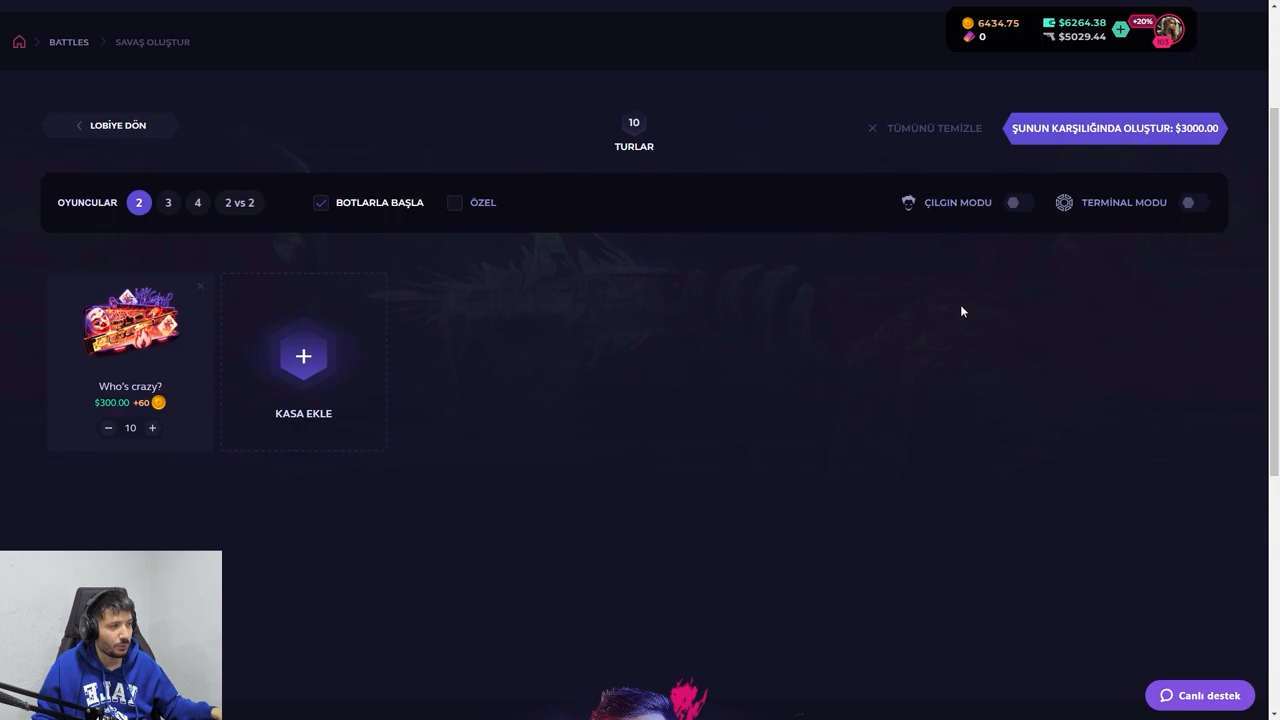 BATTLES
SAVAŞ OLUŞTUR
6434.75
0
$6264.38
$5029.44
+20%
103
LOBİYE DÖN
10
TURLAR
TÜMÜNÜ TEMİZLE
ŞUNUN KARŞILIĞINDA OLUŞTUR: $3000.00
OYUNCULAR
2
3
4
2 vs 2
BOTLARLA BAŞLA
ÖZEL
ÇILGIN MODU
TERMİNAL MODU
Who's crazy?
$300.00 +60
10
KASA EKLE
Canlı destek